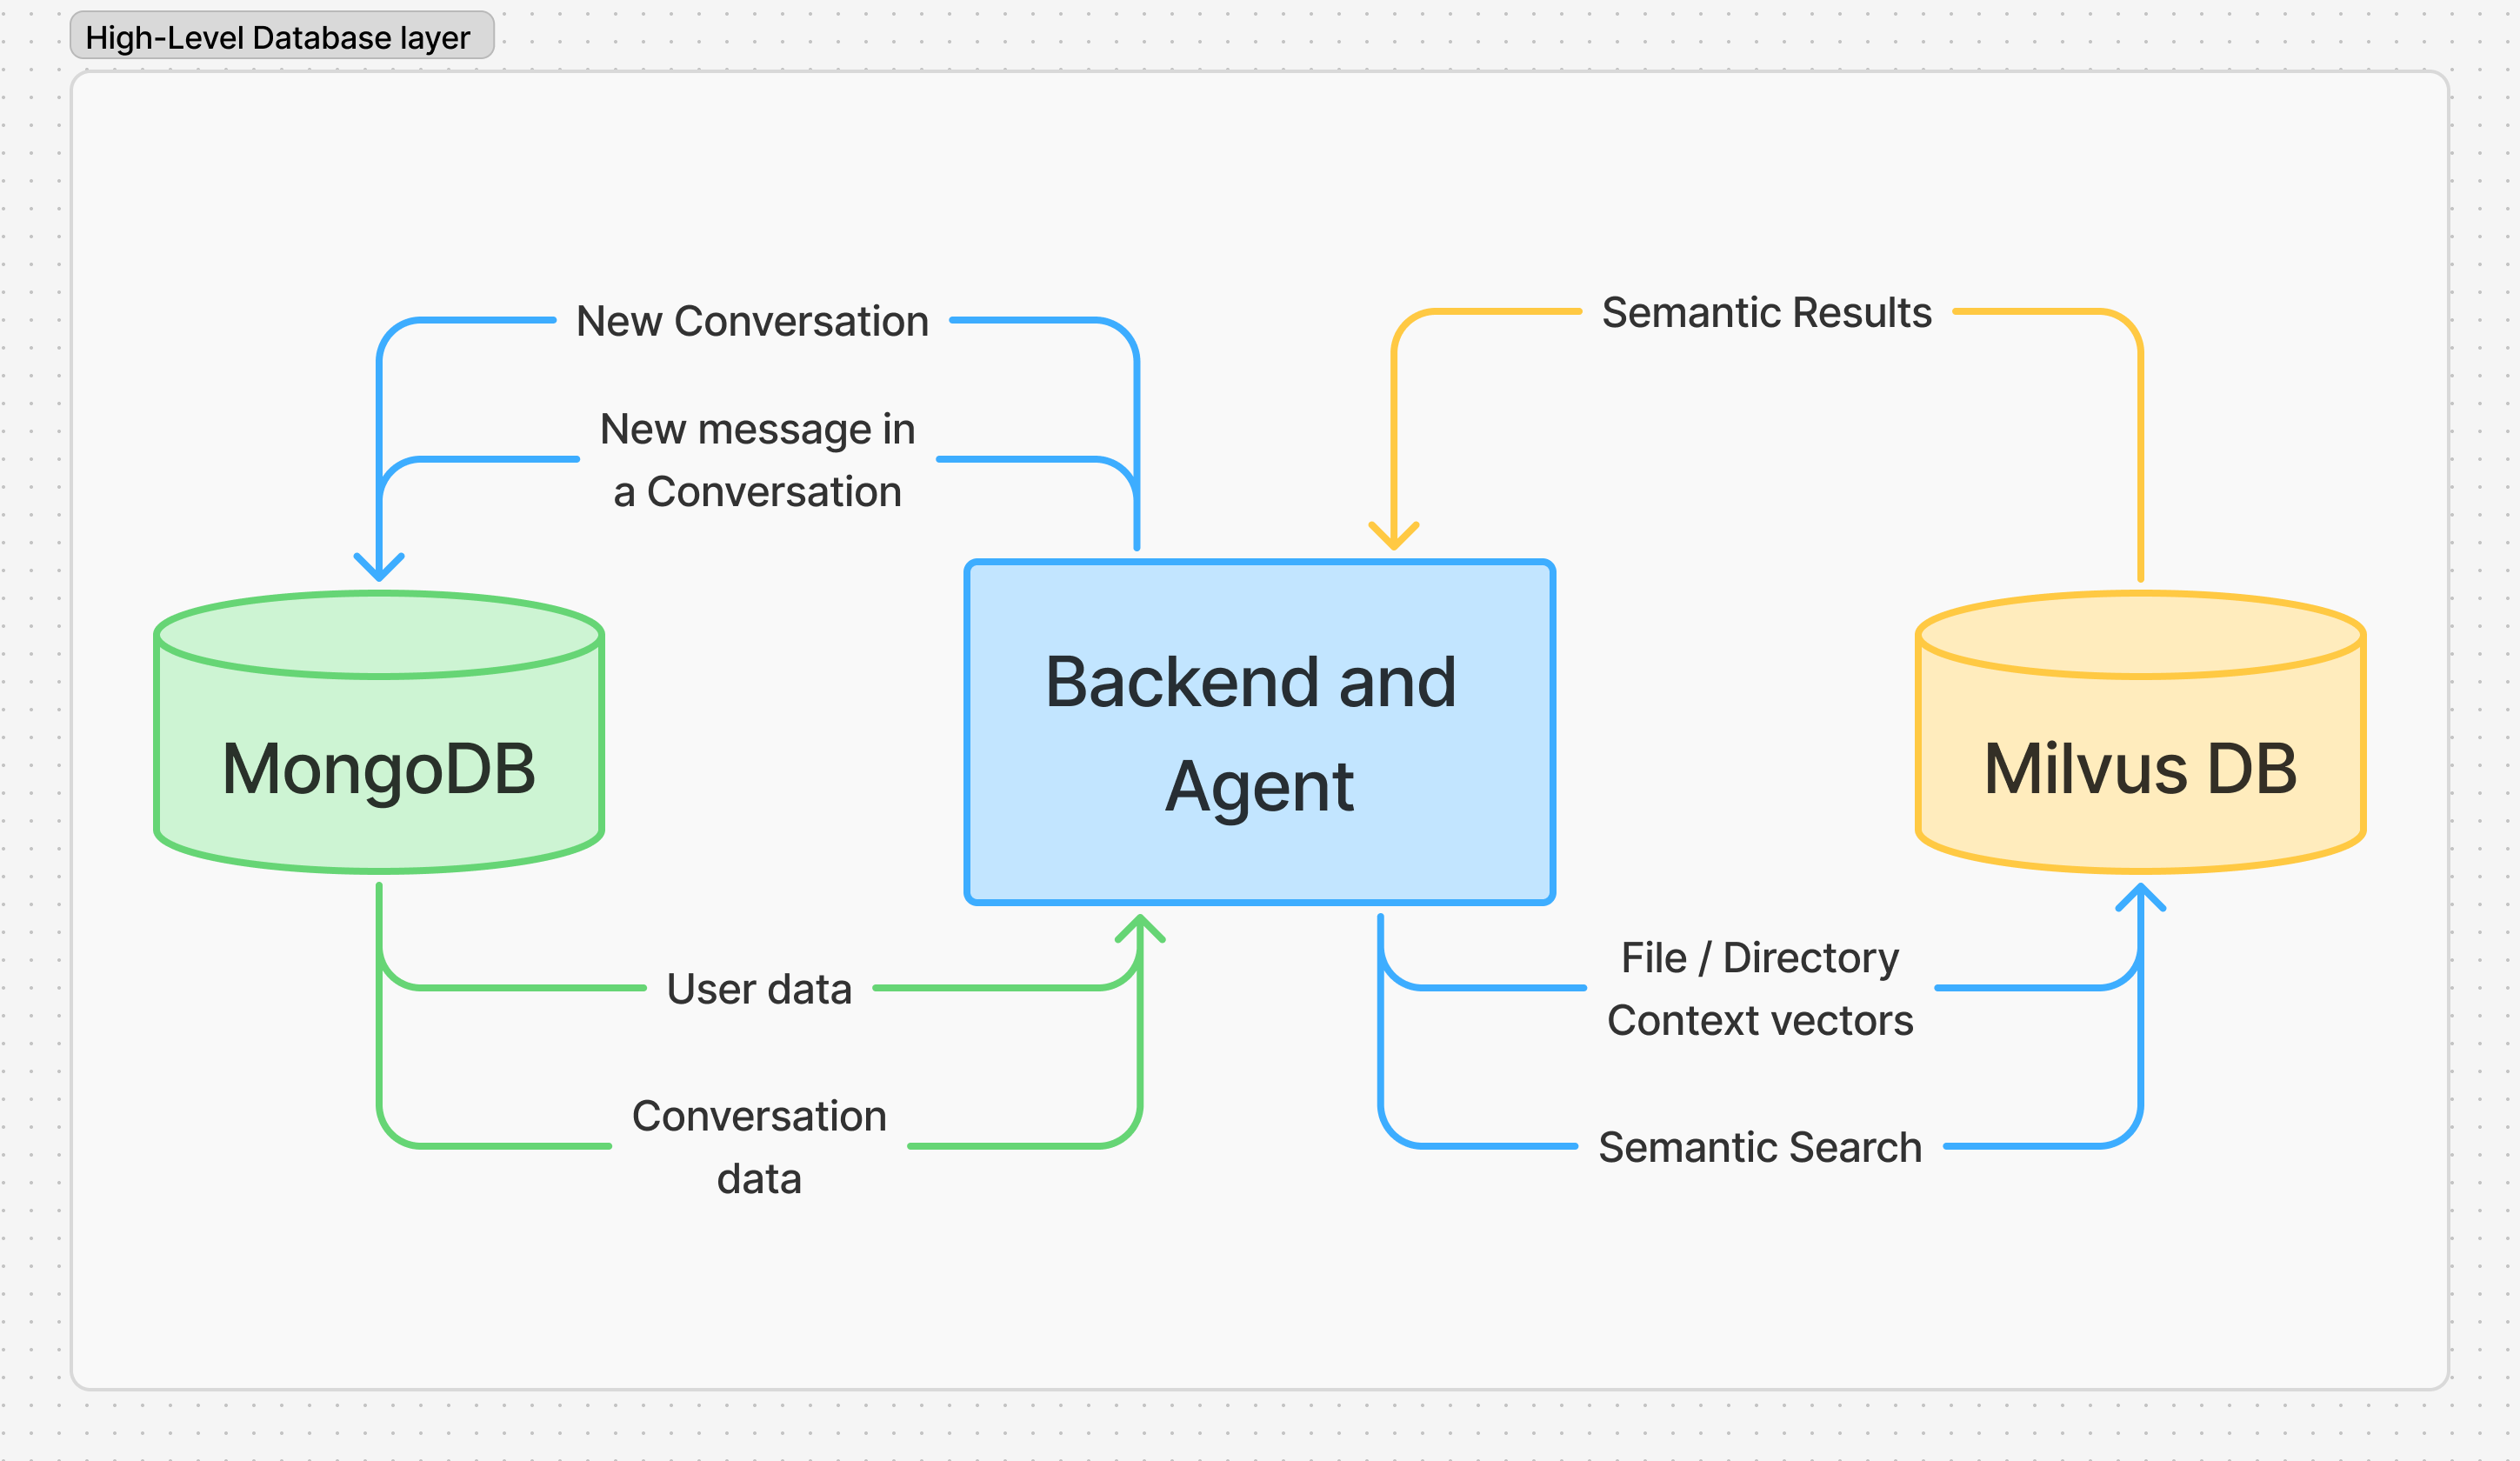 High-Level Database layer
New Conversation
Semantic Results
New message in
a Conversation
MongoDB
Backend and
Agent
Milvus DB
User data
File / Directory
Context vectors
Conversation
data
Semantic Search